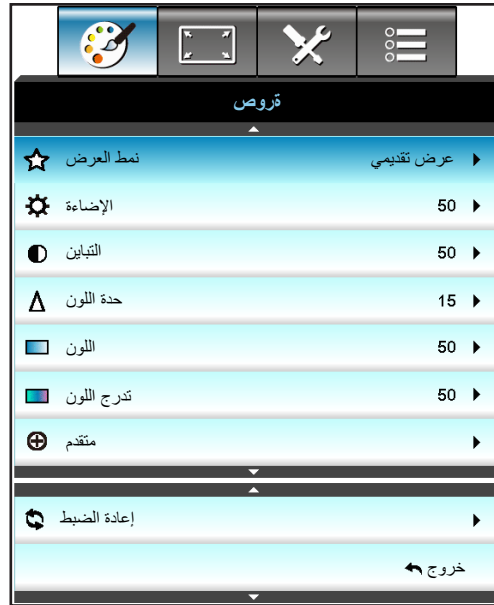 ةروص
نمط العرض عرض تقديمي
الإضاءة 50
التباين 50
حدة اللون 15
اللون 50
تدرج اللون 50
متقدم
إعادة الضبط
خروج